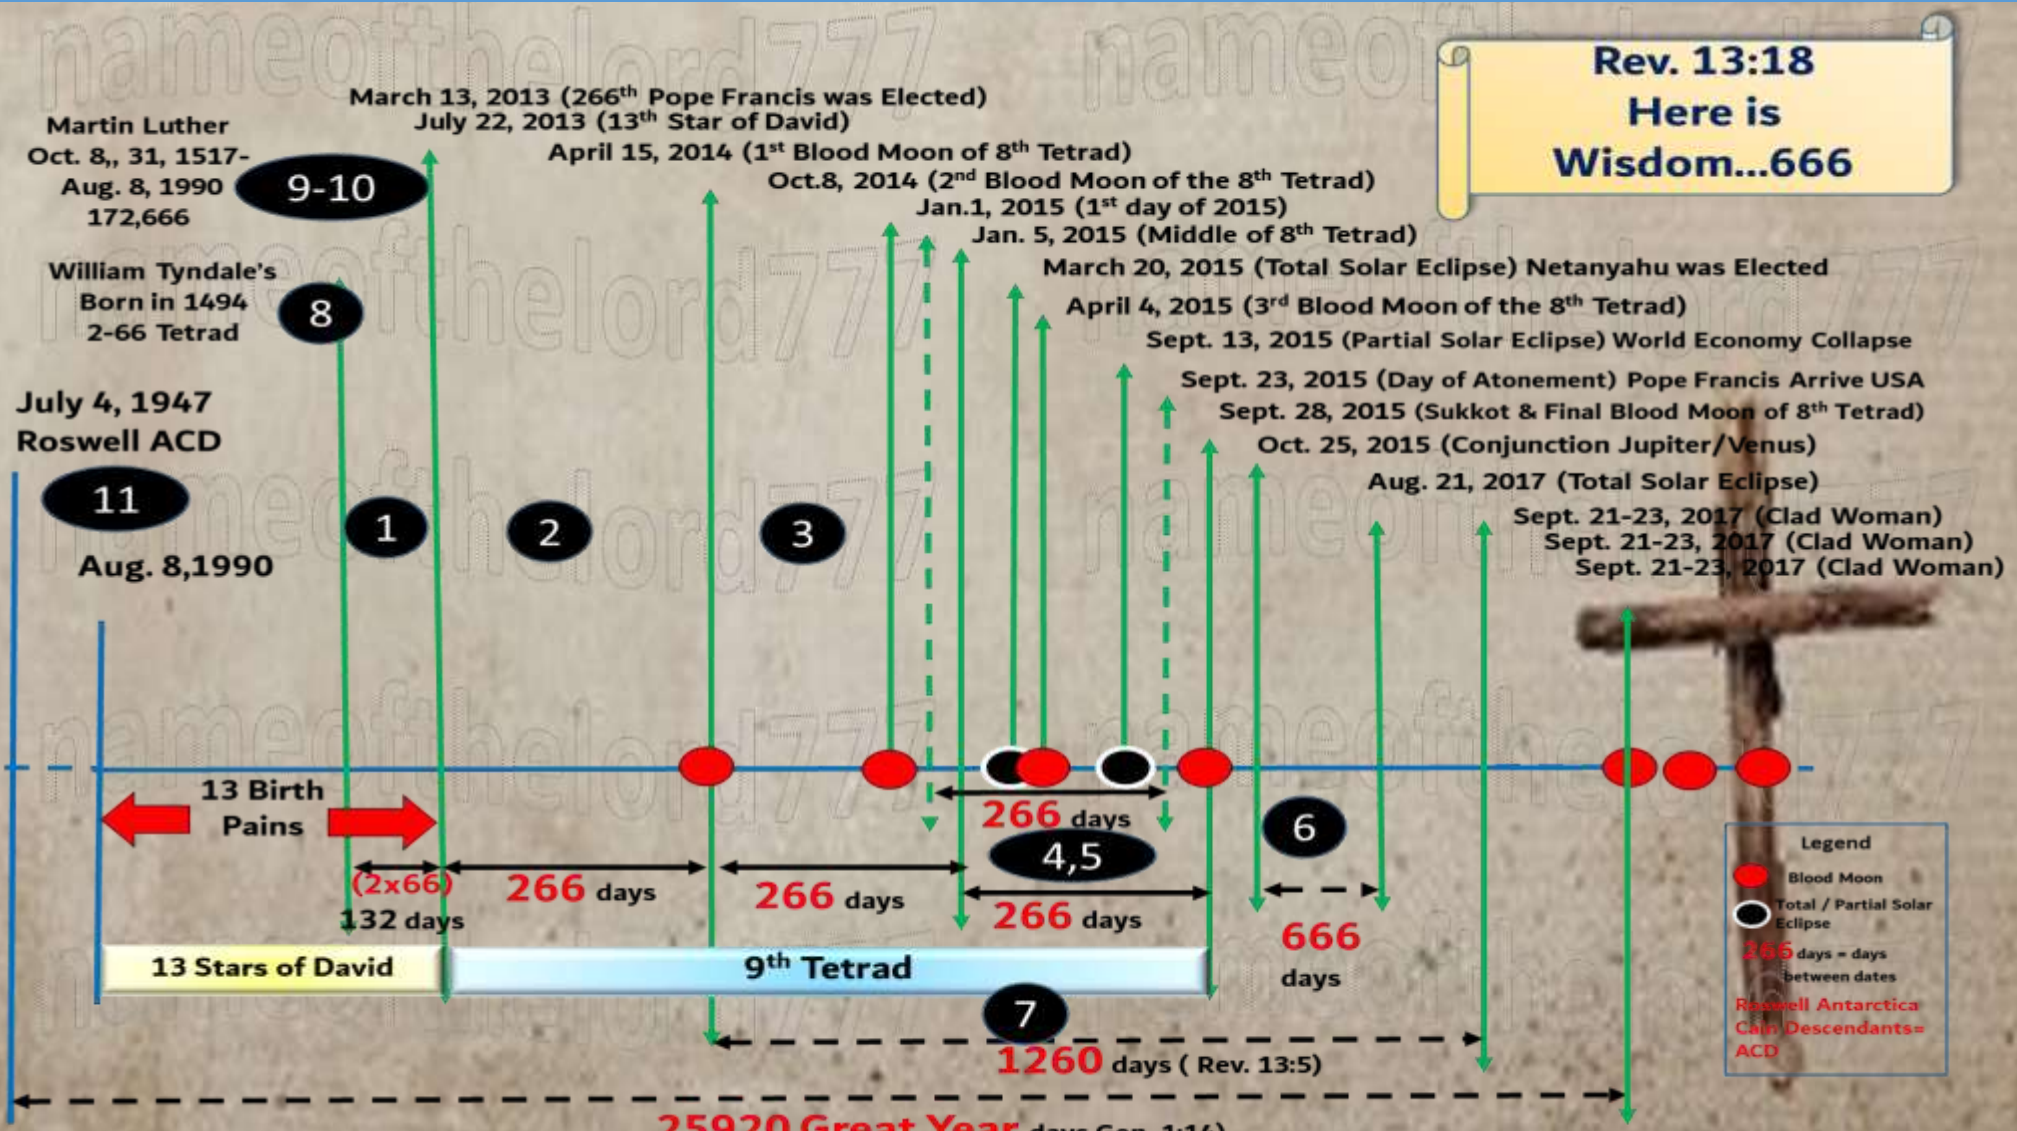 nameofthelord777
Rev. 13:18
Here is
Wisdom...666
March 13, 2013 (266th Pope Francis was Elected)
July 22, 2013 (13th Star of David)
April 15, 2014 (1st Blood Moon of 8th Tetrad)
Oct.8, 2014 (2nd Blood Moon of the 8th Tetrad)
Jan.1, 2015 (1st day of 2015)
Jan. 5, 2015 (Middle of 8th Tetrad)
March 20, 2015 (Total Solar Eclipse) Netanyahu was Elected
April 4, 2015 (3rd Blood Moon of the 8th Tetrad)
Sept. 13, 2015 (Partial Solar Eclipse) World Economy Collapse
Sept. 23, 2015 (Day of Atonement) Pope Francis Arrive USA
Sept. 28, 2015 (Sukkot & Final Blood Moon of 8th Tetrad)
Oct. 25, 2015 (Conjunction Jupiter/Venus)
Aug. 21, 2017 (Total Solar Eclipse)
Sept. 21-23, 2017 (Clad Woman)
Sept. 21-23, 2017 (Clad Woman)
Sept. 21-23, 2017 (Clad Woman)
Martin Luther
Oct. 8,, 31, 1517-
Aug. 8, 1990
172,666
9-10
William Tyndale's
Born in 1494
2-66 Tetrad
8
July 4, 1947
Roswell ACD
11
Aug. 8,1990
1
2
3
13 Birth
Pains
(2x66)
132 days
266 days
266 days
266 days
4,5
266 days
6
666
days
13 Stars of David
9th Tetrad
7
1260 days ( Rev. 13:5)
25920 Great Year days Gen. 1:14)
Legend
Blood Moon
Total / Partial Solar
Eclipse
266 days = days
between dates
Roswell Antarctica
Cain Descendants=
ACD